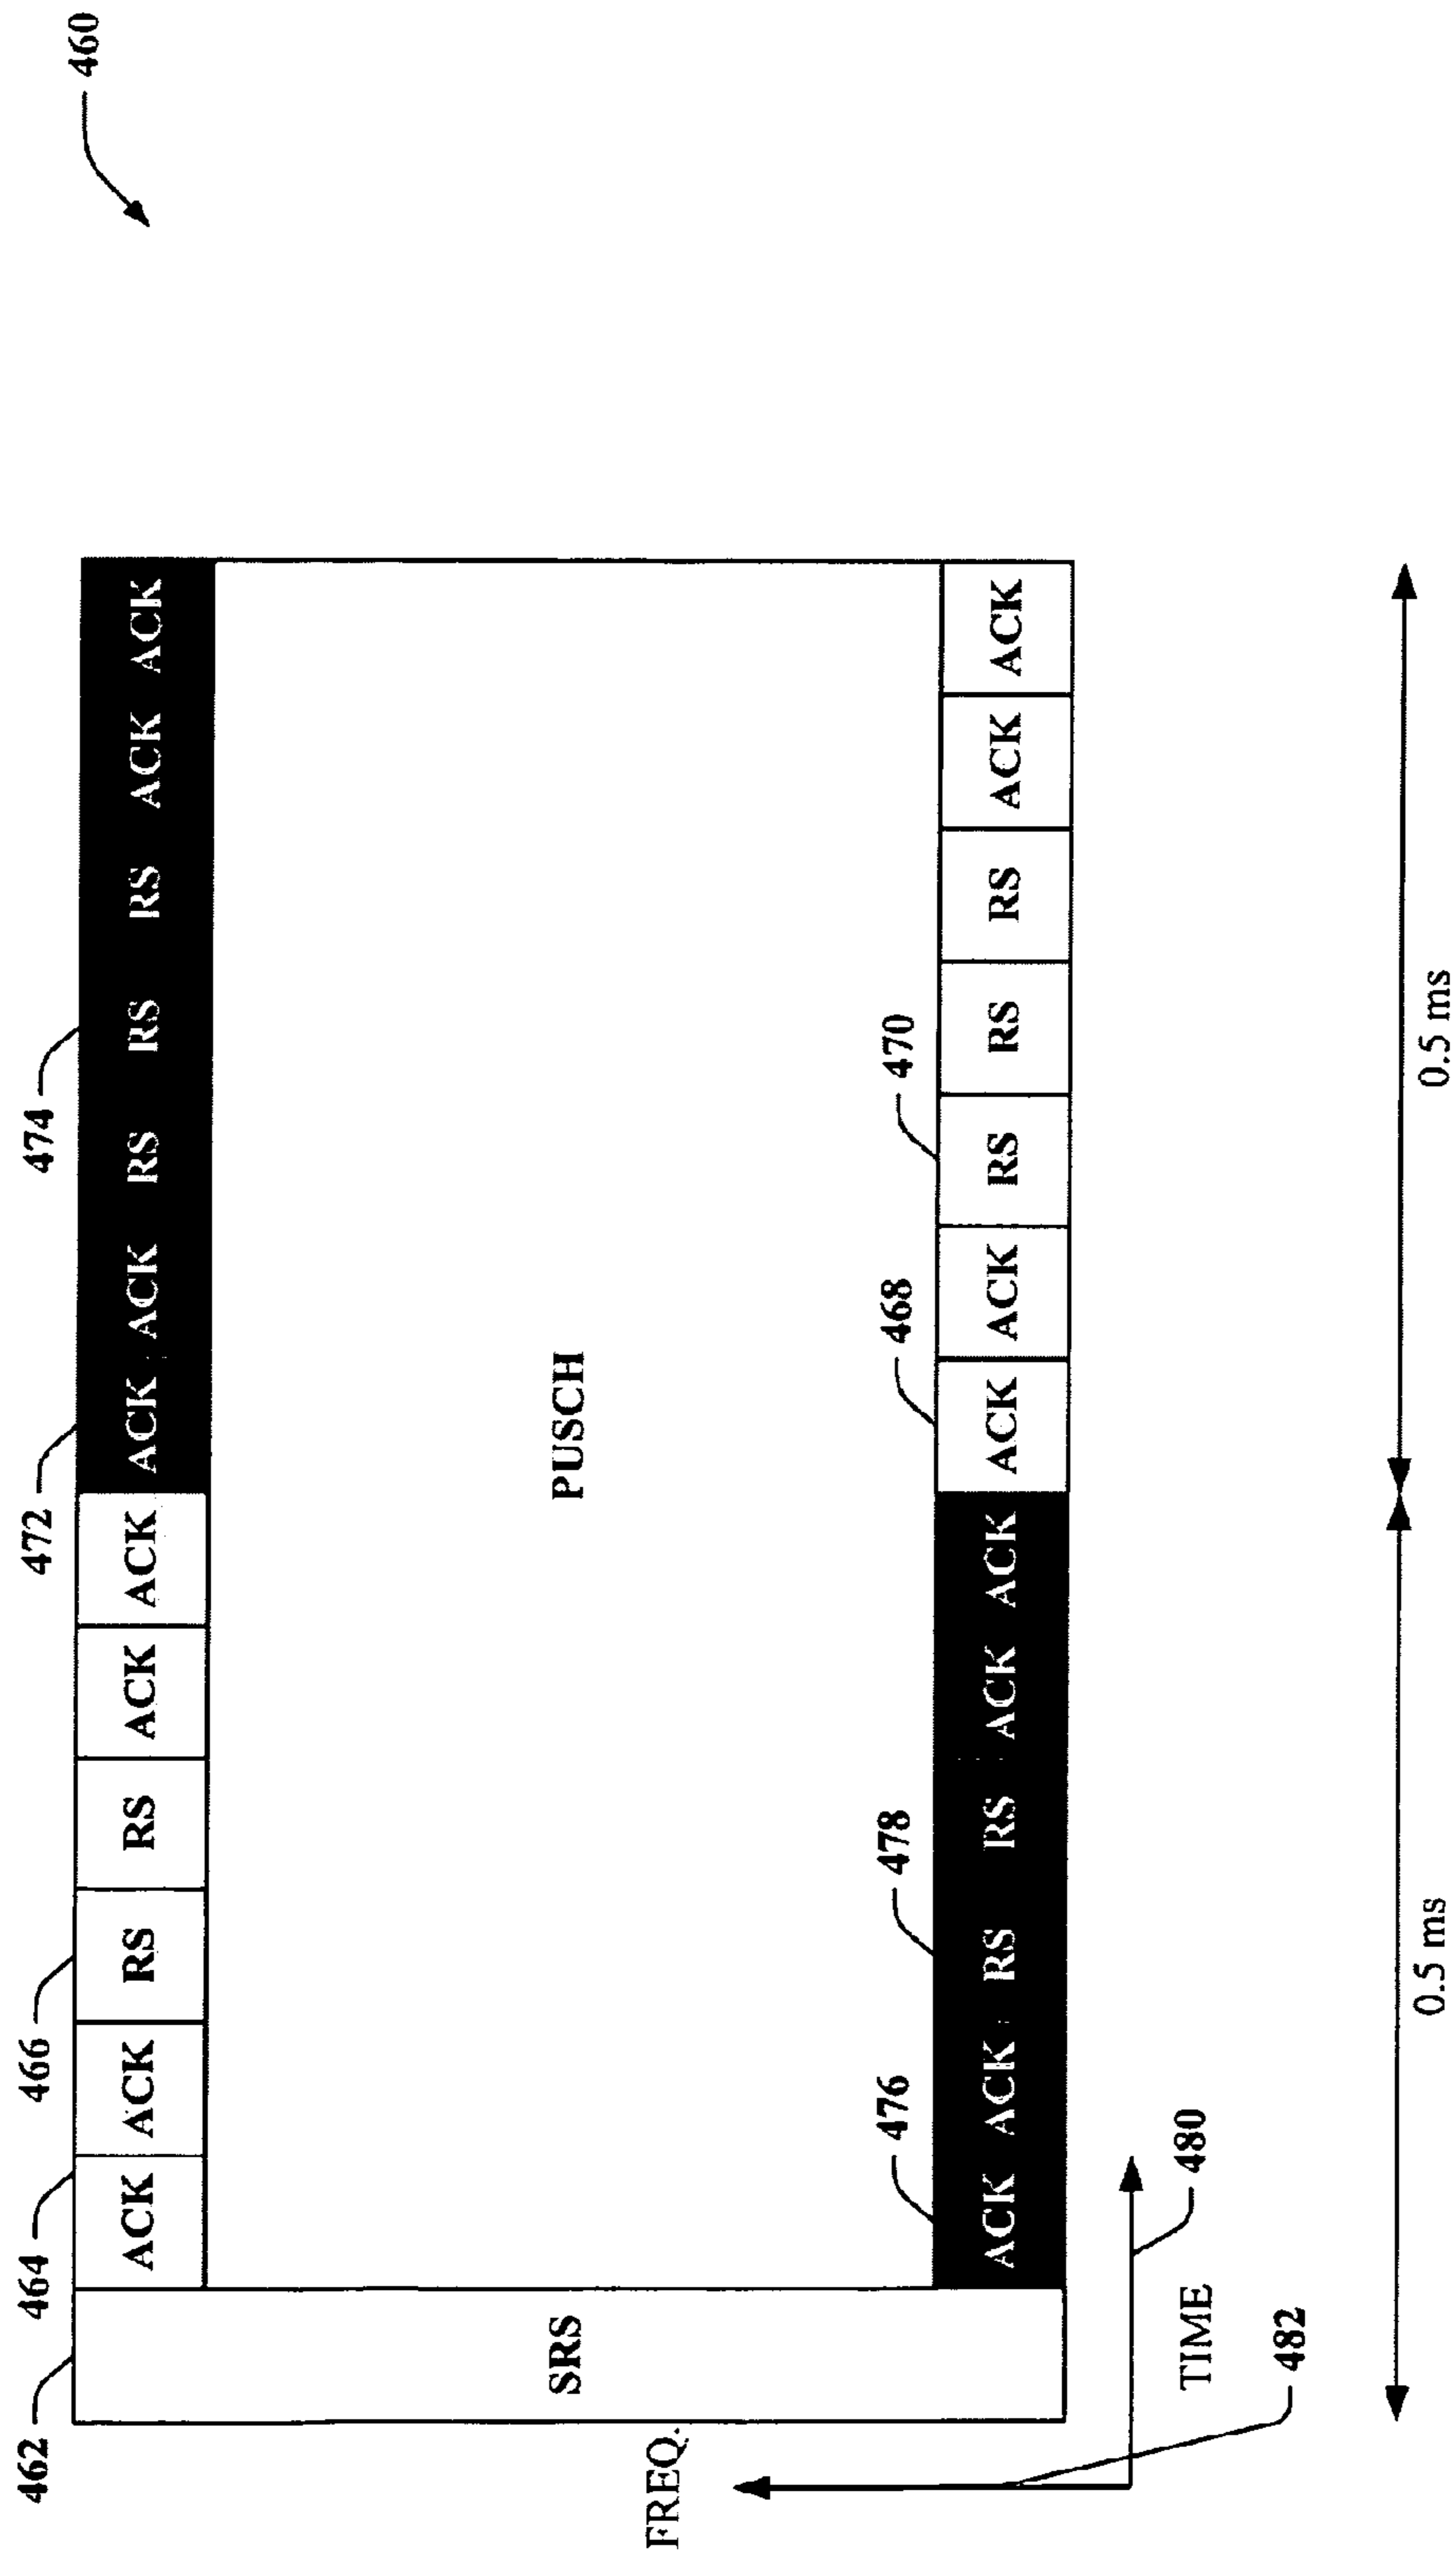 460
462
464
466
472
474
ACK ACK RS RS ACK ACK ACK ACK RS RS RS ACK ACK
SRS
PUSCH
476
478
468
470
ACK ACK RS RS ACK ACK ACK ACK RS RS RS ACK ACK
FREQ.
TIME
480
482
0.5 ms
0.5 ms